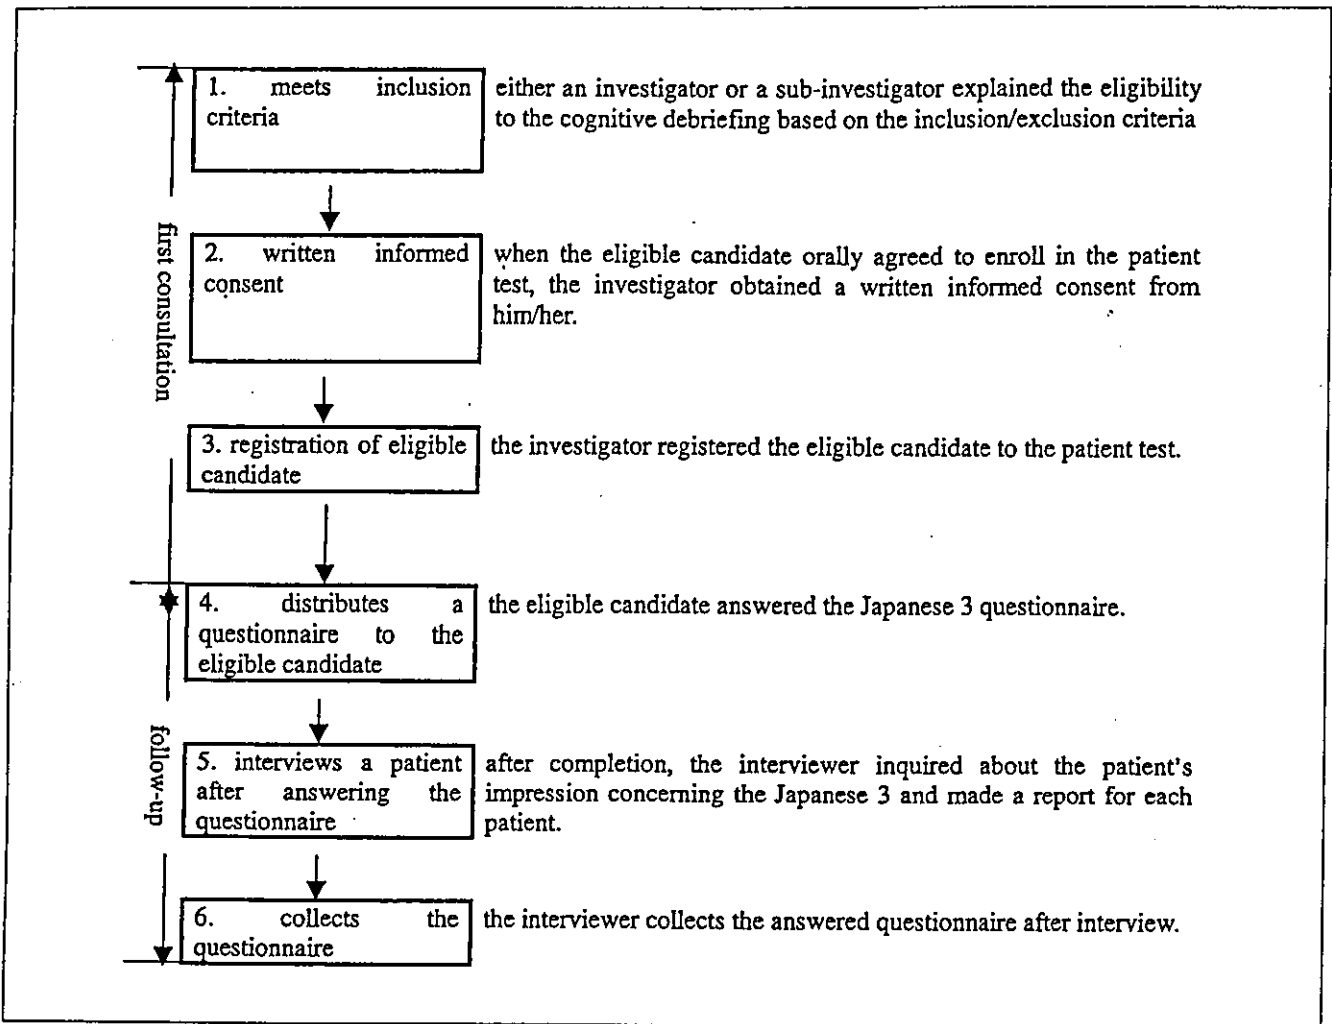 1. meets inclusion
criteria
either an investigator or a sub-investigator explained the eligibility
to the cognitive debriefing based on the inclusion/exclusion criteria
first consultation
2. written informed
consent
when the eligible candidate orally agreed to enroll in the patient
test, the investigator obtained a written informed consent from
him/her.
3. registration of eligible
candidate
the investigator registered the eligible candidate to the patient test.
4. distributes a
questionnaire to the
eligible candidate
the eligible candidate answered the Japanese 3 questionnaire.
follow-up
5. interviews a patient
after answering the
questionnaire
after completion, the interviewer inquired about the patient's
impression concerning the Japanese 3 and made a report for each
patient.
6. collects the
questionnaire
the interviewer collects the answered questionnaire after interview.